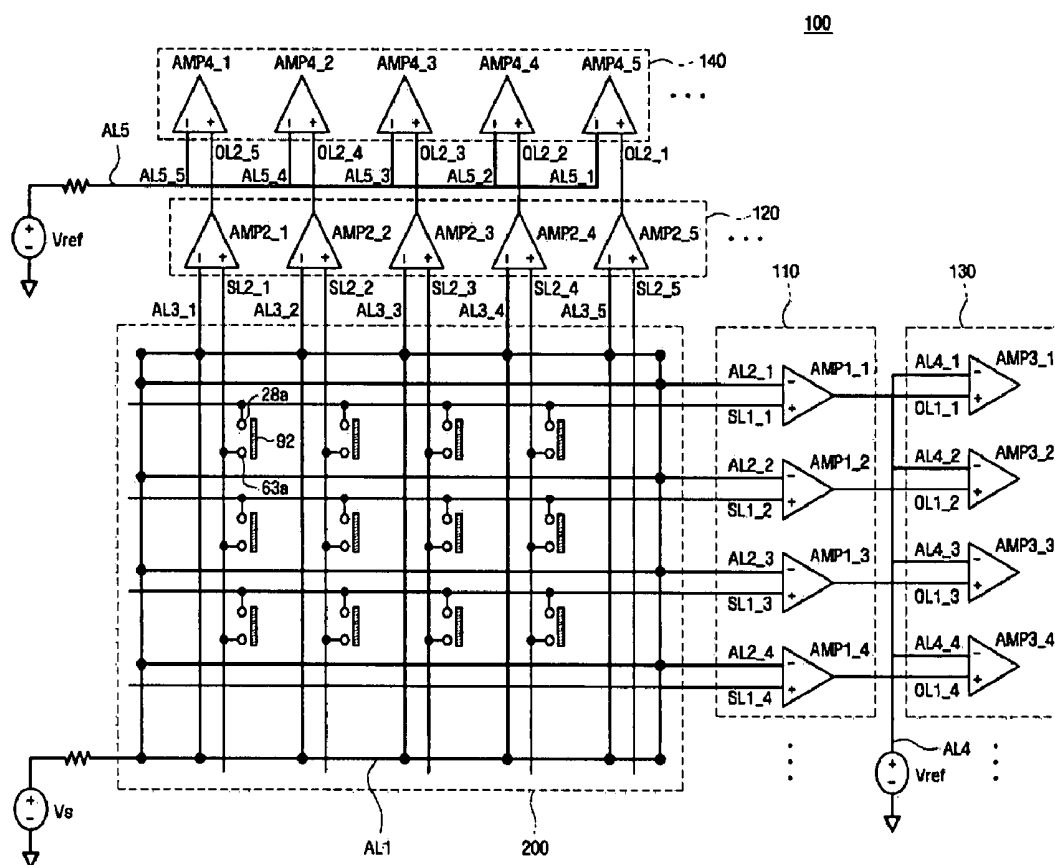 100
AMP4_1 AMP4_2 AMP4_3 AMP4_4 AMP4_5 140
- + - + - + - + - +
AL5 OL2_5 OL2_4 OL2_3 OL2_2 OL2_1
AL5_5 AL5_4 AL5_3 AL5_2 AL5_1
120
+ - Vref
AMP2_1 AMP2_2 AMP2_3 AMP2_4 AMP2_5
- + - + - + - + - +
SL2_1 SL2_2 SL2_3 SL2_4 SL2_5
110 130
AL3_1 AL3_2 AL3_3 AL3_4 AL3_5
AL2_1 - AMP1_1 AL4_1 - AMP3_1
28a
SL1_1 + OL1_1 +
92
63a
AL2_2 - AMP1_2 AL4_2 - AMP3_2
SL1_2 + OL1_2 +
AL2_3 - AMP1_3 AL4_3 - AMP3_3
SL1_3 + OL1_3 +
AL2_4 - AMP1_4 AL4_4 - AMP3_4
SL1_4 + OL1_4 +
AL4
+ - Vref
+ - Vs
AL1 200